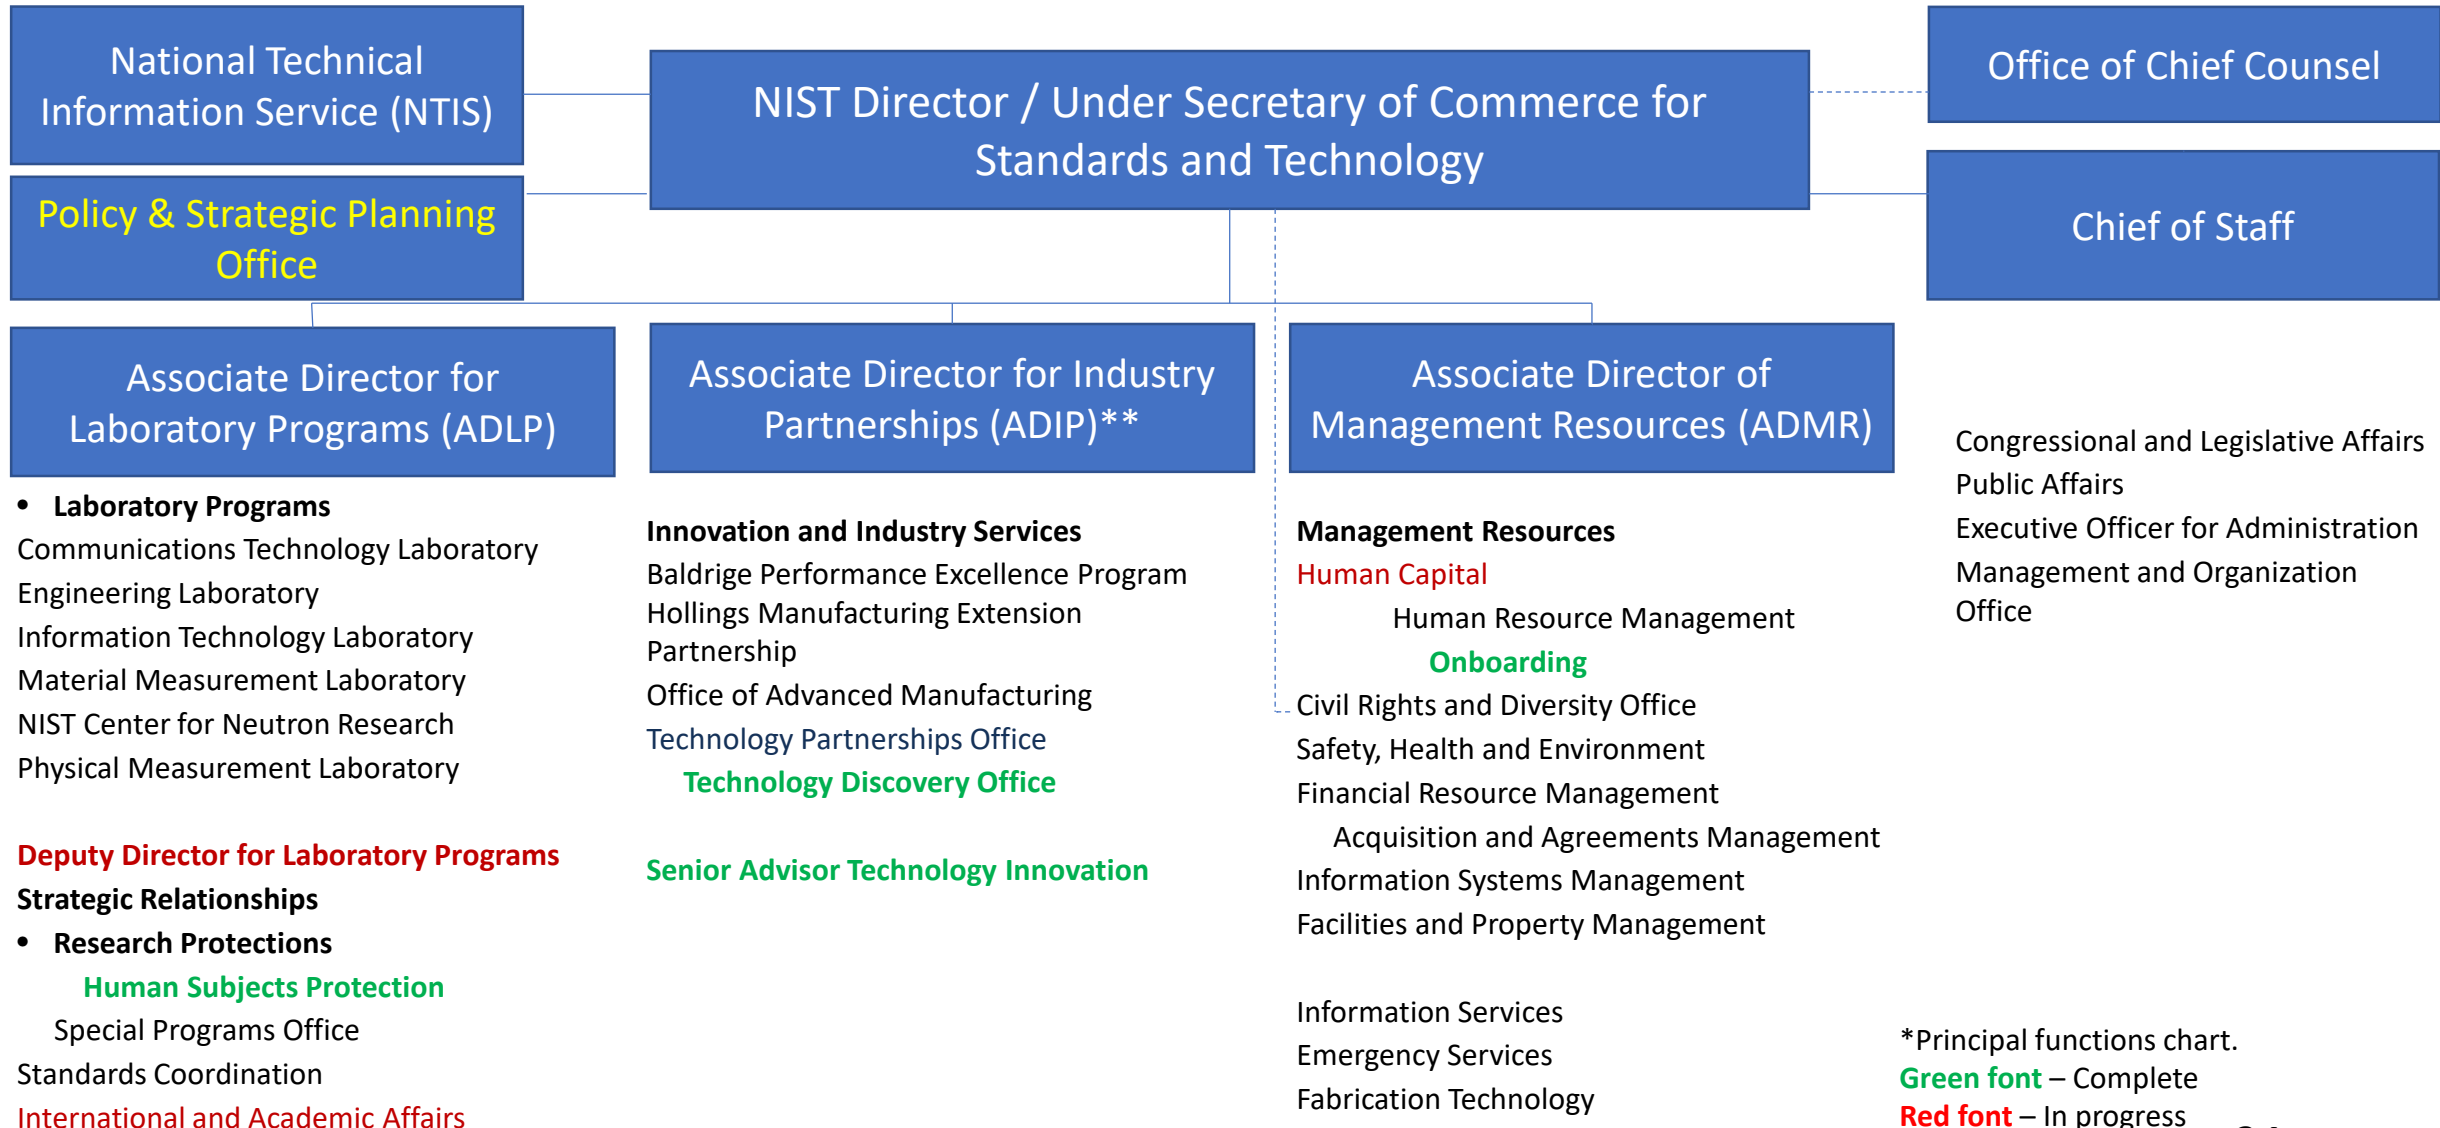 National Technical
Information Service (NTIS)
NIST Director / Under Secretary of Commerce for
Standards and Technology
Office of Chief Counsel
Policy & Strategic Planning
Office
Chief of Staff
Associate Director for
Laboratory Programs (ADLP)
Associate Director for Industry
Partnerships (ADIP)**
Associate Director of
Management Resources (ADMR)
• Laboratory Programs
Communications Technology Laboratory
Engineering Laboratory
Information Technology Laboratory
Material Measurement Laboratory
NIST Center for Neutron Research
Physical Measurement Laboratory
Deputy Director for Laboratory Programs
Strategic Relationships
• Research Protections
Human Subjects Protection
Special Programs Office
Standards Coordination
International and Academic Affairs
Innovation and Industry Services
Baldrige Performance Excellence Program
Hollings Manufacturing Extension
Partnership
Office of Advanced Manufacturing
Technology Partnerships Office
Technology Discovery Office
Senior Advisor Technology Innovation
Management Resources
Human Capital
Human Resource Management
Onboarding
Civil Rights and Diversity Office
Safety, Health and Environment
Financial Resource Management
Acquisition and Agreements Management
Information Systems Management
Facilities and Property Management
Information Services
Emergency Services
Fabrication Technology
Congressional and Legislative Affairs
Public Affairs
Executive Officer for Administration
Management and Organization
Office
*Principal functions chart.
Green font – Complete
Red font – In progress